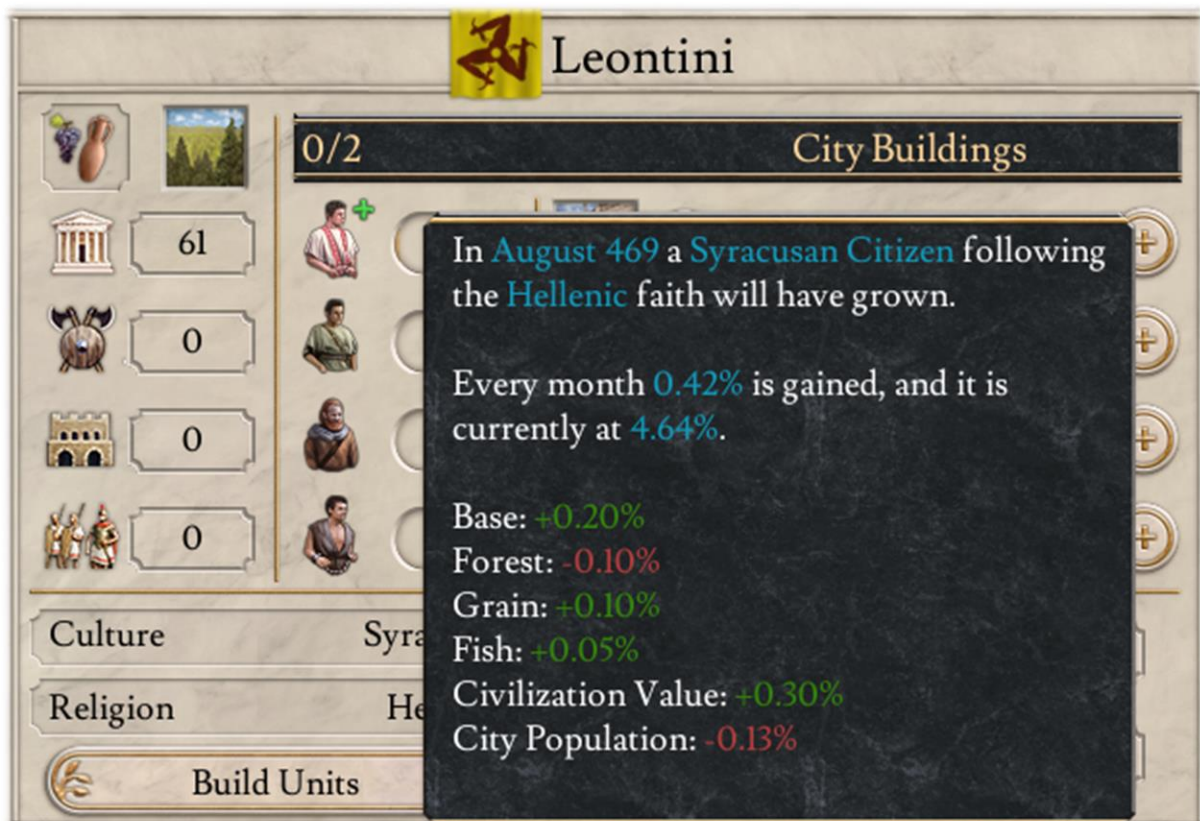 Leontini
0/2 City Buildings
61
0
0
0
In August 469 a Syracusan Citizen following
the Hellenic faith will have grown.
Every month 0.42% is gained, and it is
currently at 4.64%.
Base: +0.20%
Forest: -0.10%
Grain: +0.10%
Fish: +0.05%
Civilization Value: +0.30%
City Population: -0.13%
Culture Syra
Religion He
Build Units